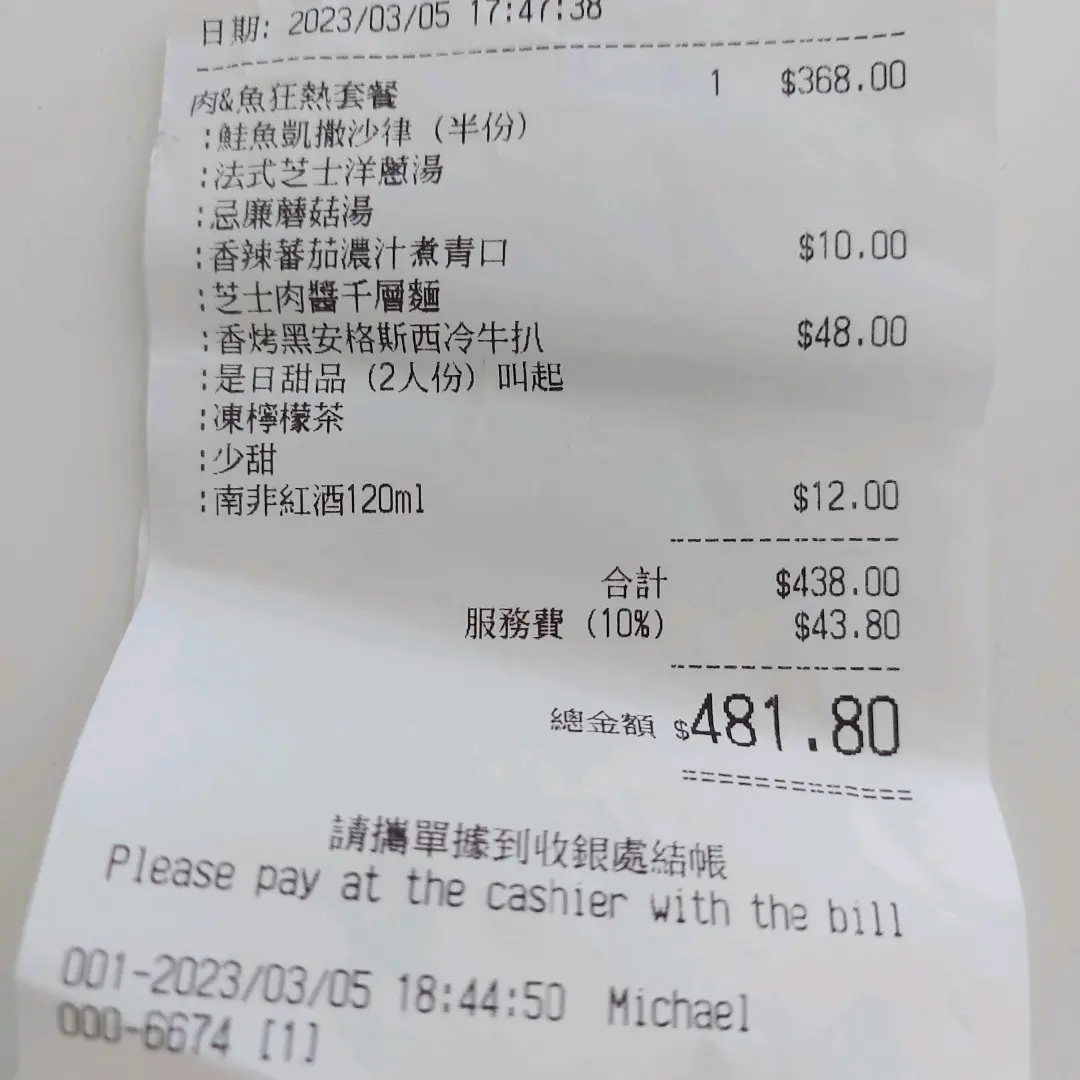 日期: 2023/03/05 17:47:38
肉&魚狂熱套餐 1 $368.00
:鮭魚凱撒沙律 (半份)
:法式芝士洋蔥湯
:忌廉蘑菇湯
:香辣蕃茄濃汁煮青口 $10.00
:芝士肉醬千層麵
:香烤黑安格斯西冷牛扒 $48.00
:是日甜品 (2人份) 叫起
:凍檸檬茶
:少甜
:南非紅酒120ml $12.00
合計 $438.00
服務費 (10%) $43.80
總金額 $481.80
請攜單據到收銀處結帳
Please pay at the cashier with the bill
001-2023/03/05 18:44:50 Michael
000-6674 [1]